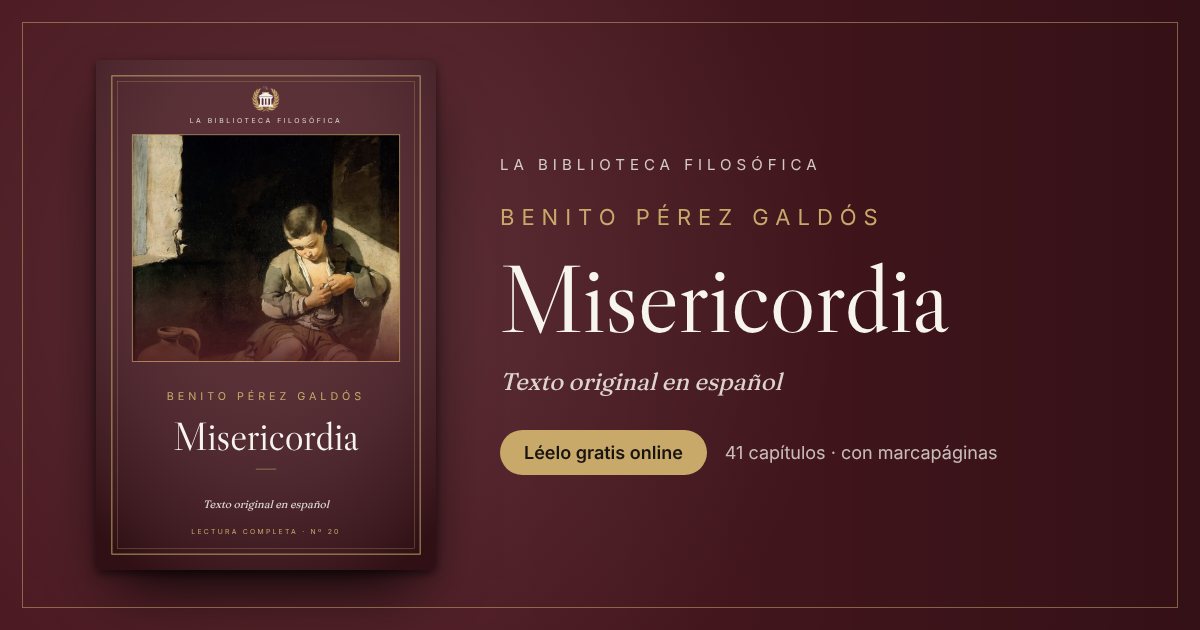 LA BIBLIOTECA FILOSÓFICA
BENITO PÉREZ GALDÓS
Misericordia
Texto original en español
LECTURA COMPLETA · Nº 20
LA BIBLIOTECA FILOSÓFICA
BENITO PÉREZ GALDÓS
Misericordia
Texto original en español
Léelo gratis online
41 capítulos · con marcapáginas